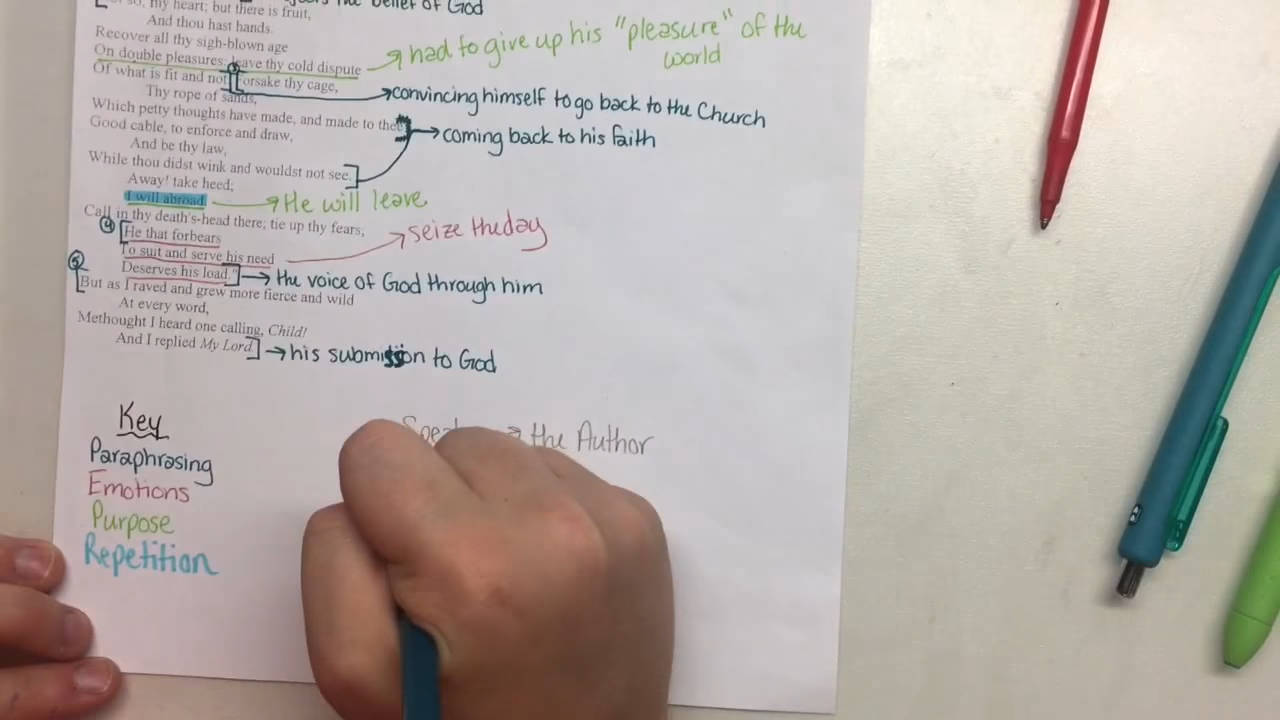 so, my heart; but there is fruit,
the belief of God
And thou hast hands.
Recover all thy sigh-blown age
On double pleasures: leave thy cold dispute
had to give up his "pleasure" of the
world
Of what is fit and not. Forsake thy cage,
Thy rope of sands,
convincing himself to go back to the Church
Which petty thoughts have made, and made to thee
Good cable, to enforce and draw,
coming back to his faith
And be thy law,
While thou didst wink and wouldst not see.
Away! take heed;
I will abroad.
He will leave
Call in thy death's-head there; tie up thy fears;
4
He that forbears
To suit and serve his need
seize the day
Deserves his load."
the voice of God through him
5
But as I raved and grew more fierce and wild
At every word,
Methought I heard one calling, Child!
And I replied My Lord.
his submission to God
Key
Paraphrasing
Emotions
Purpose
Repetition
the Author